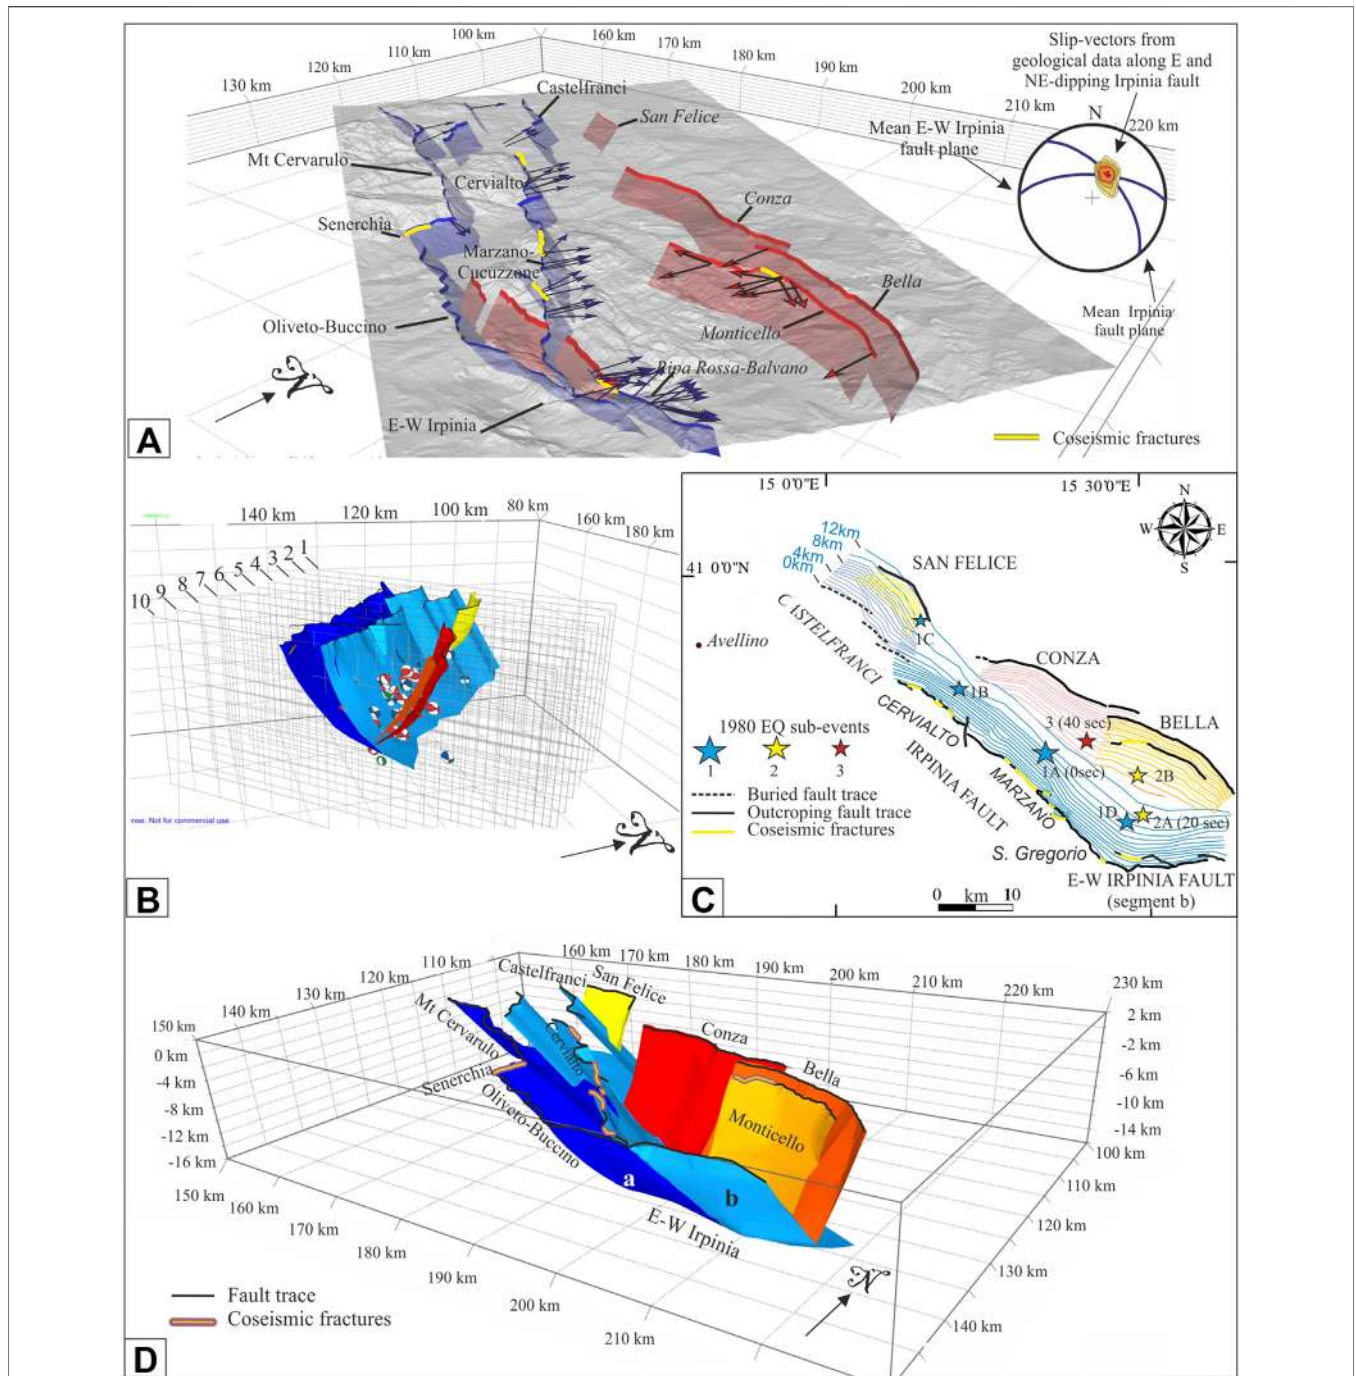 100 km
110 km
120 km
130 km
160 km
170 km
180 km
190 km
200 km
210 km
220 km
Slip-vectors from
geological data along E and
NE-dipping Irpinia fault
N
Mean E-W Irpinia
fault plane
Mean Irpinia
fault plane
Castelfranci
San Felice
Mt Cervarulo
Cervialto
Senerchia
Marzano-
Cucuzzone
Conza
Bella
Oliveto-Buccino
Monticello
Ripa Rossa-Balvano
E-W Irpinia
N
Coseismic fractures
A
140 km
120 km
100 km
80 km
160 km
180 km
10 9 8 7 6 5 4 3 2 1
nse. Not for commercial use
N
B
15 0'0"E
15 30'0"E
41 0'0"N
N
W E
S
12km
8km
4km
0km
SAN FELICE
C. ISTELFRANCI
Avellino
1C
CONZA
1B
CERVIALTO
BELLA
3 (40 sec)
1980 EQ sub-events
1 2 3
IRPINIA FAULT
1A (0sec)
2B
MARZANO
Buried fault trace
Outcroping fault trace
Coseismic fractures
1D
2A (20 sec)
S. Gregorio
E-W IRPINIA FAULT
(segment b)
0 km 10
C
160 km
170 km
180 km
190 km
200 km
210 km
220 km
230 km
110 km
120 km
130 km
140 km
150 km
Castelfranci
San Felice
Mt Cervarulo
Cervialto
Conza
Bella
Senerchia
Oliveto-Buccino
Monticello
a
b
E-W Irpinia
0 km
-4 km
-8 km
-12 km
-16 km
2 km
-2 km
-6 km
-10 km
-14 km
150 km
160 km
170 km
180 km
190 km
200 km
210 km
100 km
110 km
120 km
130 km
140 km
N
Fault trace
Coseismic fractures
D